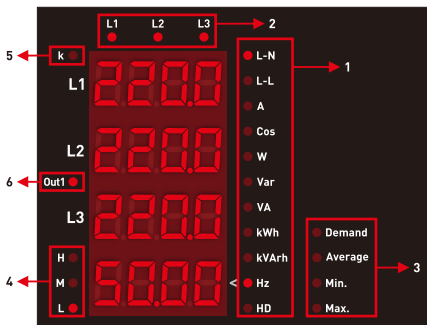 L1 L2 L3
2
5
k
L-N
1
L1
220.0
L-L
A
Cos
L2
220.0
W
6
Out1
Var
VA
L3
220.0
kWh
Demand
H
kVArh
Average
3
4
M
50.00
<
Hz
Min.
L
HD
Max.